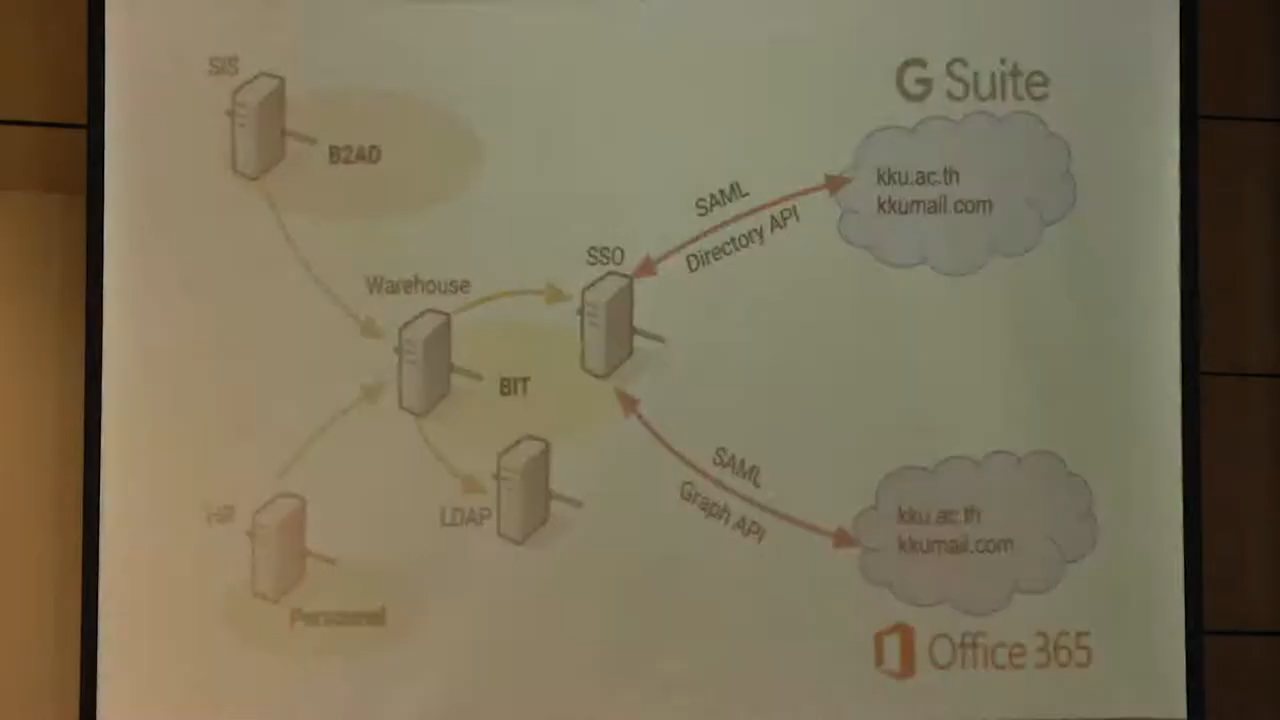 SIS
B2AD
G Suite
kku.ac.th
kkumail.com
SAML
Directory API
SSO
Warehouse
BIT
SAML
Graph API
LDAP
HR
Personnel
kku.ac.th
kkumail.com
Office 365